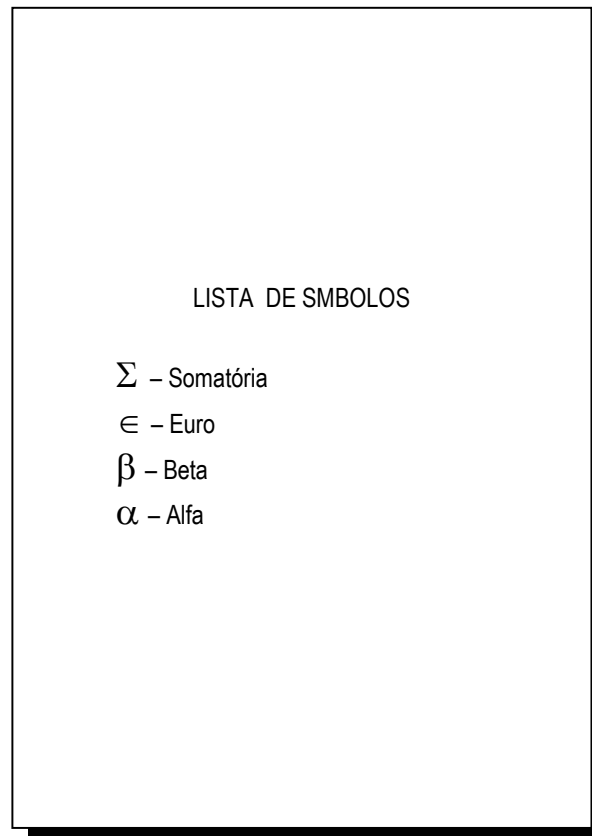 LISTA DE SMBOLOS
Σ – Somatória
∈ – Euro
β – Beta
α – Alfa